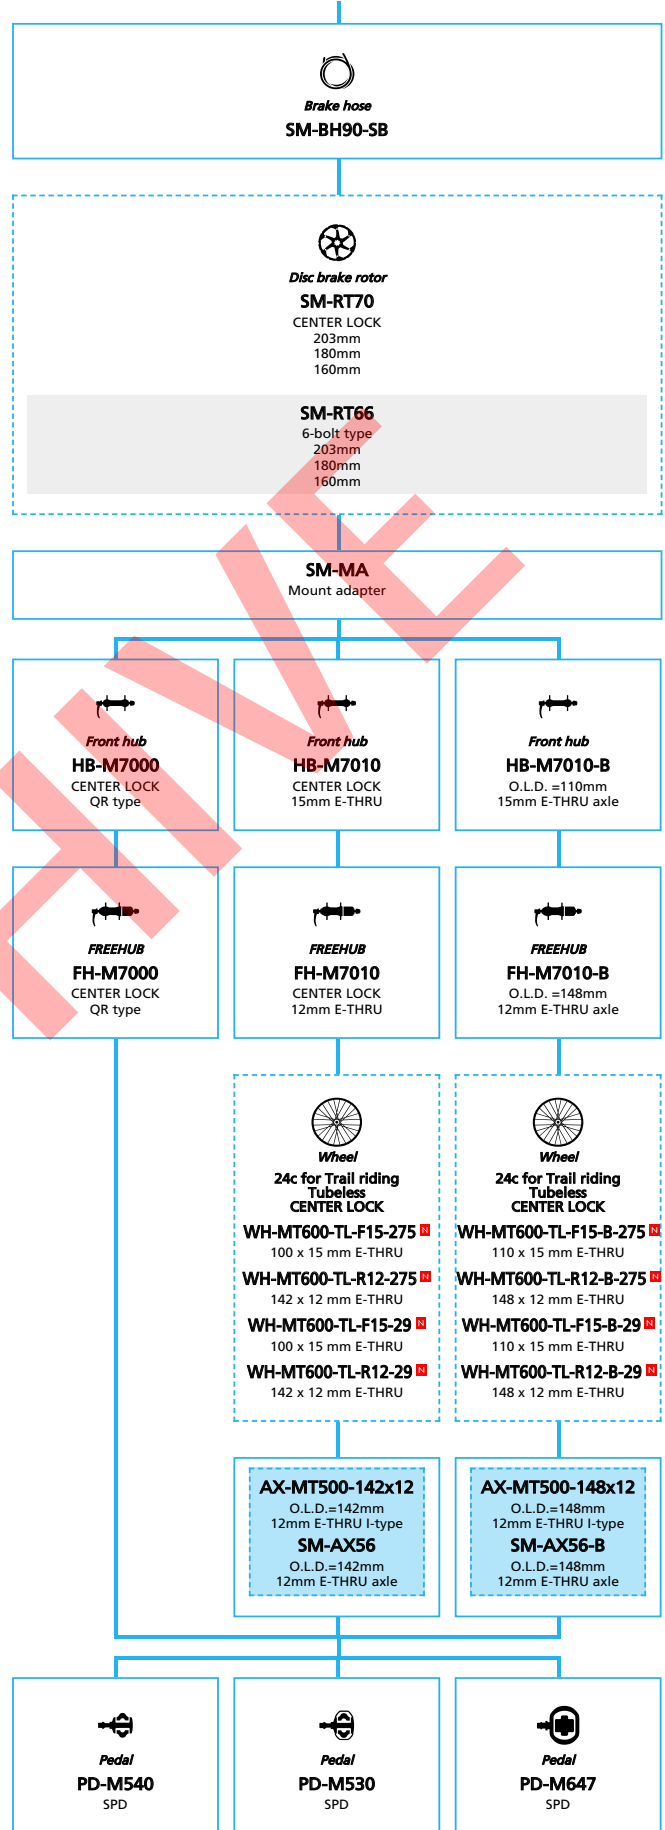 Brake hose
SM-BH90-SB
Disc brake rotor
SM-RT70
CENTER LOCK
203mm
180mm
160mm
SM-RT66
6-bolt type
203mm
180mm
160mm
SM-MA
Mount adapter
Front hub
HB-M7000
CENTER LOCK
QR type
Front hub
HB-M7010
CENTER LOCK
15mm E-THRU
Front hub
HB-M7010-B
O.L.D. =110mm
15mm E-THRU axle
FREEHUB
FH-M7000
CENTER LOCK
QR type
FREEHUB
FH-M7010
CENTER LOCK
12mm E-THRU
FREEHUB
FH-M7010-B
O.L.D. =148mm
12mm E-THRU axle
Wheel
24c for Trail riding
Tubeless
CENTER LOCK
WH-MT600-TL-F15-275 N
100 x 15 mm E-THRU
WH-MT600-TL-R12-275 N
142 x 12 mm E-THRU
WH-MT600-TL-F15-29 N
100 x 15 mm E-THRU
WH-MT600-TL-R12-29 N
142 x 12 mm E-THRU
Wheel
24c for Trail riding
Tubeless
CENTER LOCK
WH-MT600-TL-F15-B-275 N
110 x 15 mm E-THRU
WH-MT600-TL-R12-B-275 N
148 x 12 mm E-THRU
WH-MT600-TL-F15-B-29 N
110 x 15 mm E-THRU
WH-MT600-TL-R12-B-29 N
148 x 12 mm E-THRU
AX-MT500-142x12
O.L.D.=142mm
12mm E-THRU I-type
SM-AX56
O.L.D.=142mm
12mm E-THRU axle
AX-MT500-148x12
O.L.D.=148mm
12mm E-THRU I-type
SM-AX56-B
O.L.D.=148mm
12mm E-THRU axle
Pedal
PD-M540
SPD
Pedal
PD-M530
SPD
Pedal
PD-M647
SPD
HIVE